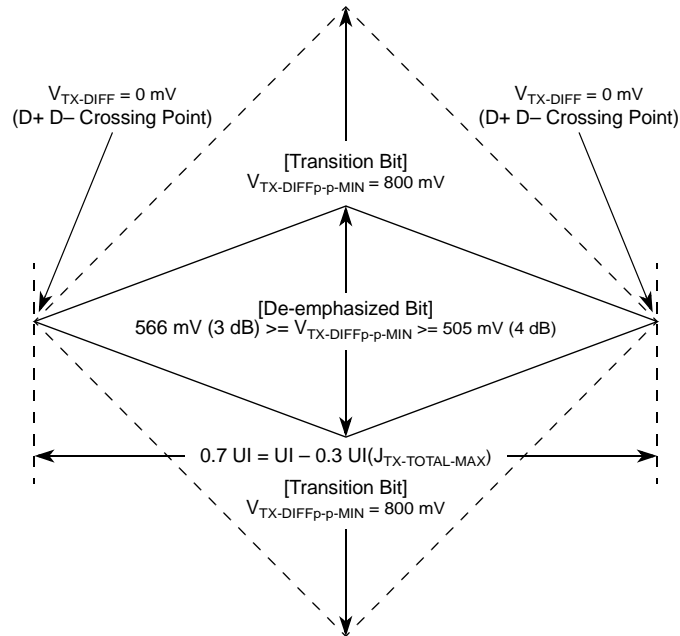 V_TX-DIFF = 0 mV
(D+ D– Crossing Point)
V_TX-DIFF = 0 mV
(D+ D– Crossing Point)
[Transition Bit]
V_TX-DIFFp-p-MIN = 800 mV
[De-emphasized Bit]
566 mV (3 dB) >= V_TX-DIFFp-p-MIN >= 505 mV (4 dB)
0.7 UI = UI – 0.3 UI(J_TX-TOTAL-MAX)
[Transition Bit]
V_TX-DIFFp-p-MIN = 800 mV